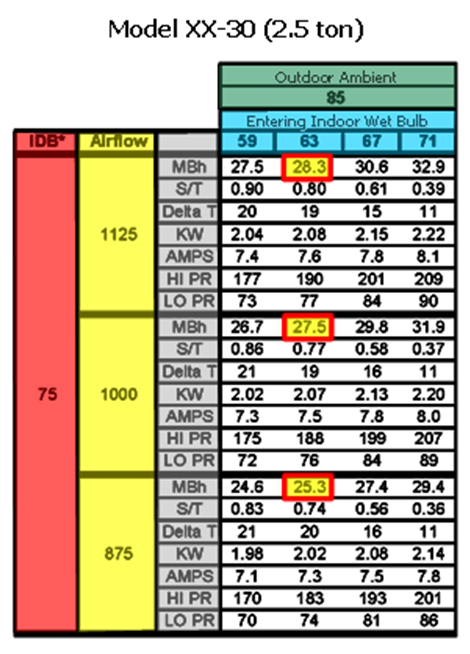 Model XX-30 (2.5 ton)
Outdoor Ambient
85
Entering Indoor Wet Bulb
IDB* Airflow 59 63 67 71
MBh 27.5 28.3 30.6 32.9
S/T 0.90 0.80 0.61 0.39
Delta T 20 19 15 11
1125 KW 2.04 2.08 2.15 2.22
AMPS 7.4 7.6 7.8 8.1
HI PR 177 190 201 209
LO PR 73 77 84 90
MBh 26.7 27.5 29.8 31.9
S/T 0.86 0.77 0.58 0.37
Delta T 21 19 16 11
75 1000 KW 2.02 2.07 2.13 2.20
AMPS 7.3 7.5 7.8 8.0
HI PR 175 188 199 207
LO PR 72 76 84 89
MBh 24.6 25.3 27.4 29.4
S/T 0.83 0.74 0.56 0.36
Delta T 21 20 16 11
875 KW 1.98 2.02 2.08 2.14
AMPS 7.1 7.3 7.5 7.8
HI PR 170 183 193 201
LO PR 70 74 81 86